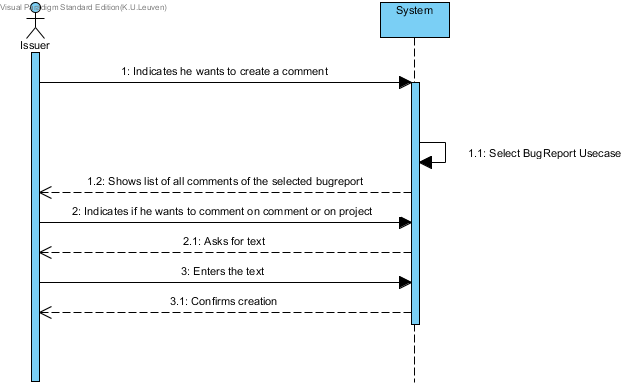 Visual Paradigm Standard Edition(K.U.Leuven)
System
Issuer
1: Indicates he wants to create a comment
1.1: Select BugReport Usecase
1.2: Shows list of all comments of the selected bugreport
2: Indicates if he wants to comment on comment or on project
2.1: Asks for text
3: Enters the text
3.1: Confirms creation